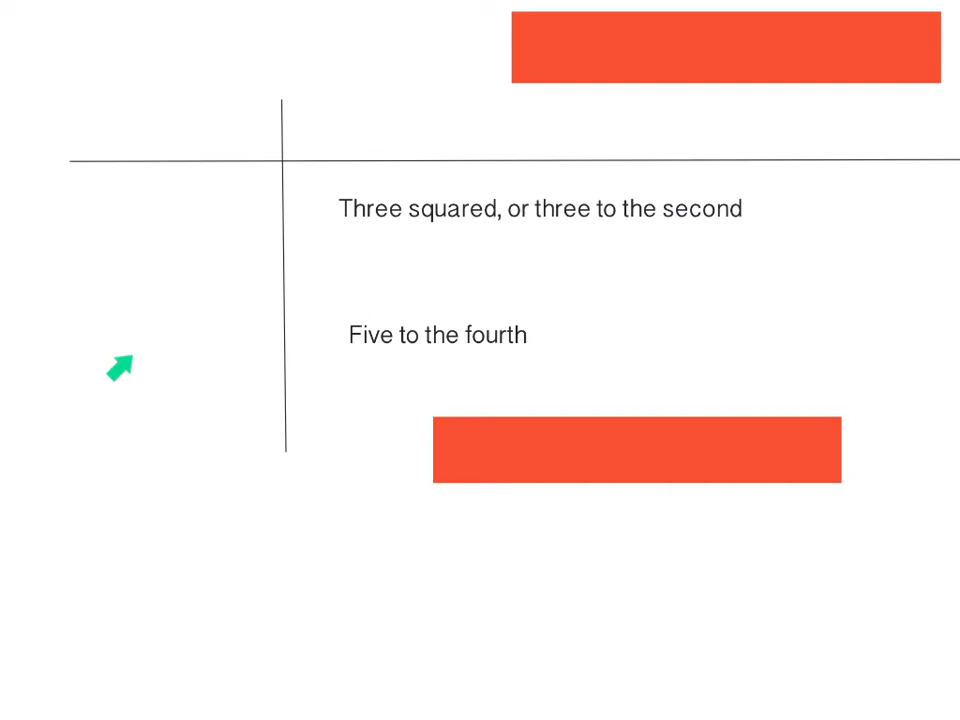 Three squared, or three to the second
Five to the fourth